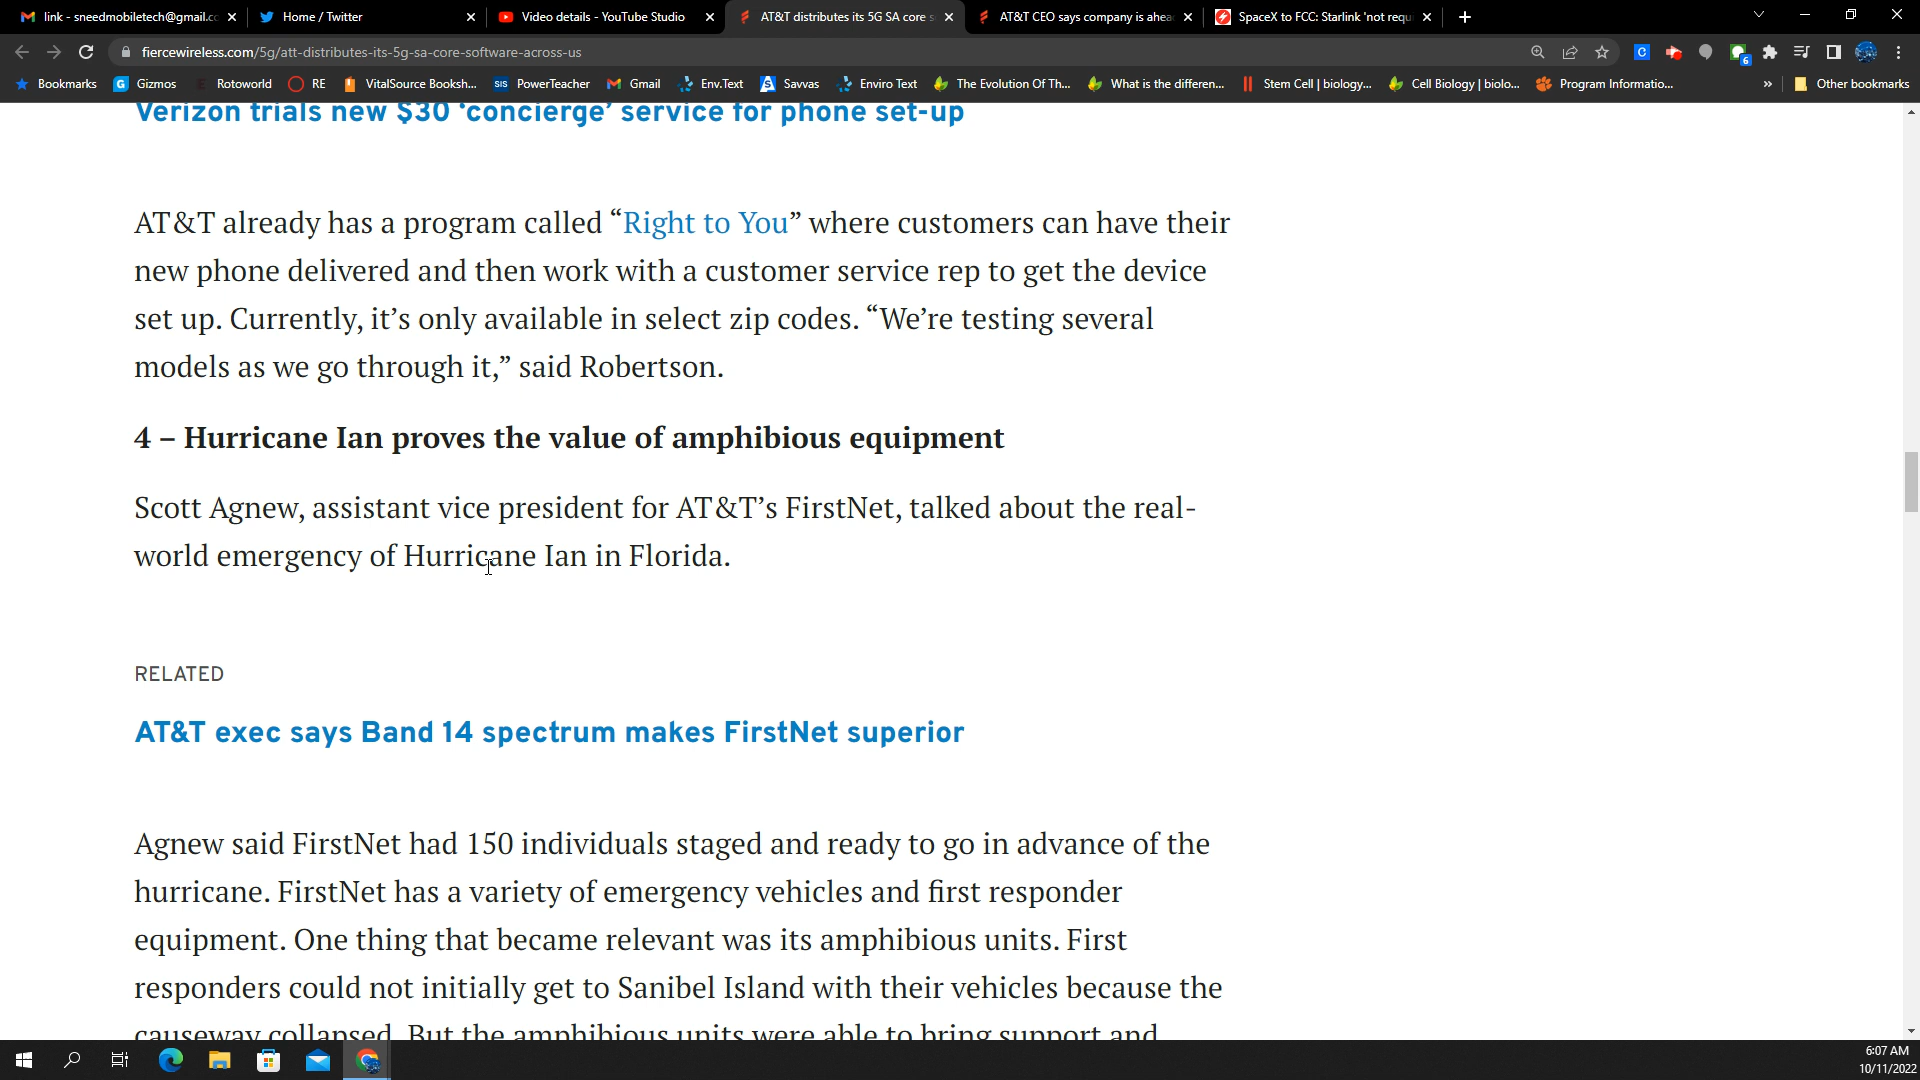 link - sneedmobiletech@gmail.cc
Home / Twitter
Video details - YouTube Studio
AT&T distributes its 5G SA core s
AT&T CEO says company is ahea
SpaceX to FCC: Starlink 'not requ
fiercewireless.com/5g/att-distributes-its-5g-sa-core-software-across-us
Bookmarks
Gizmos
Rotoworld
RE
VitalSource Booksh...
SIS
PowerTeacher
Gmail
Env.Text
Savvas
Enviro Text
The Evolution Of Th...
What is the differen...
Stem Cell | biology...
Cell Biology | biolo...
Program Informatio...
»
Other bookmarks
Verizon trials new $30 ‘concierge’ service for phone set-up
AT&T already has a program called “Right to You” where customers can have their
new phone delivered and then work with a customer service rep to get the device
set up. Currently, it’s only available in select zip codes. “We’re testing several
models as we go through it,” said Robertson.
4 – Hurricane Ian proves the value of amphibious equipment
Scott Agnew, assistant vice president for AT&T’s FirstNet, talked about the real-
world emergency of Hurricane Ian in Florida.
RELATED
AT&T exec says Band 14 spectrum makes FirstNet superior
Agnew said FirstNet had 150 individuals staged and ready to go in advance of the
hurricane. FirstNet has a variety of emergency vehicles and first responder
equipment. One thing that became relevant was its amphibious units. First
responders could not initially get to Sanibel Island with their vehicles because the
causeway collapsed. But the amphibious units were able to bring support and
6:07 AM
10/11/2022